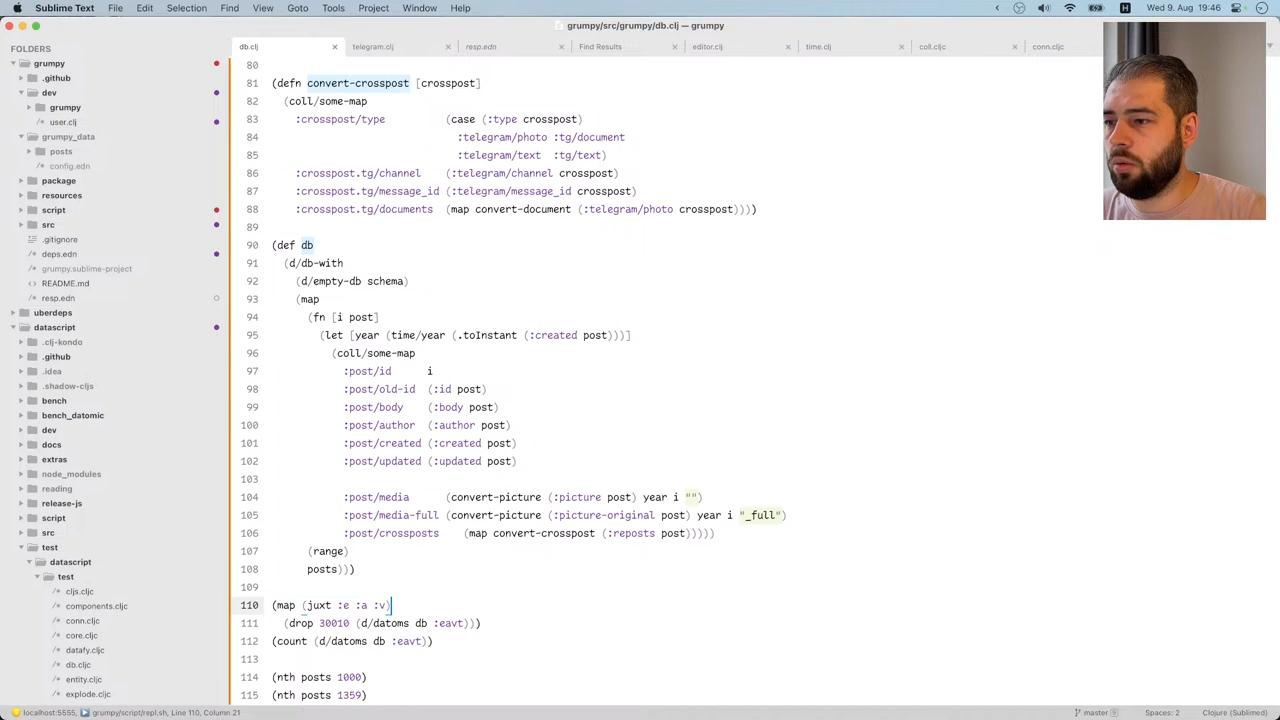 Sublime Text File Edit Selection Find View Goto Tools Project Window Help
Wed 9. Aug 19:46
grumpy/src/grumpy/db.clj — grumpy
FOLDERS
grumpy
.github
dev
grumpy
user.clj
grumpy_data
posts
config.edn
package
resources
script
src
.gitignore
deps.edn
grumpy.sublime-project
README.md
resp.edn
uberdeps
datascript
.clj-kondo
.github
.idea
.shadow-cljs
bench
bench_datomic
dev
docs
extras
node_modules
reading
release-js
script
src
test
datascript
test
cljs.cljc
components.cljc
conn.cljc
core.cljc
datafy.cljc
db.cljc
entity.cljc
explode.cljc
db.clj telegram.clj resp.edn Find Results editor.clj time.clj coll.clj conn.cljc
80
81 (defn convert-crosspost [crosspost]
82 (coll/some-map
83 :crosspost/type (case (:type crosspost)
84 :telegram/photo :tg/document
85 :telegram/text :tg/text)
86 :crosspost.tg/channel (:telegram/channel crosspost)
87 :crosspost.tg/message_id (:telegram/message_id crosspost)
88 :crosspost.tg/documents (map convert-document (:telegram/photo crosspost))))
89
90 (def db
91 (d/db-with
92 (d/empty-db schema)
93 (map
94 (fn [i post]
95 (let [year (time/year (.toInstant (:created post)))]
96 (coll/some-map
97 :post/id i
98 :post/old-id (:id post)
99 :post/body (:body post)
100 :post/author (:author post)
101 :post/created (:created post)
102 :post/updated (:updated post)
103
104 :post/media (convert-picture (:picture post) year i "")
105 :post/media-full (convert-picture (:picture-original post) year i "_full")
106 :post/crossposts (map convert-crosspost (:reposts post)))))
107 (range)
108 posts)))
109
110 (map (juxt :e :a :v)
111 (drop 30010 (d/datoms db :eavt)))
112 (count (d/datoms db :eavt))
113
114 (nth posts 1000)
115 (nth posts 1359)
localhost:5555, grumpy/script/repl.sh, Line 110, Column 21
master Spaces: 2 Clojure (Sublimed)